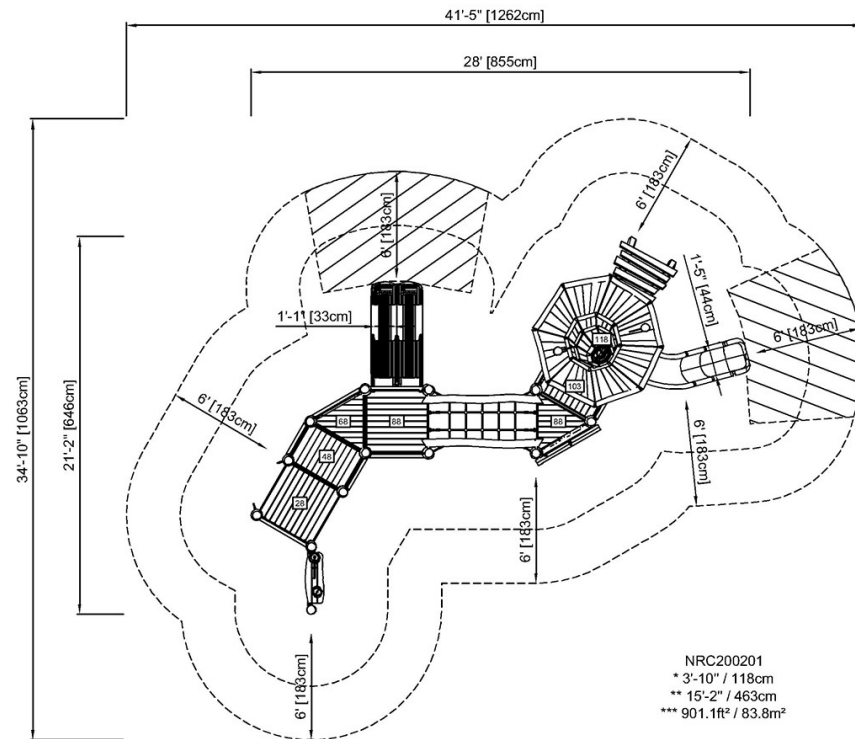 41'-5" [1262cm]
28' [855cm]
34'-10" [1063cm]
21'-2" [646cm]
6' [183cm]
6' [183cm]
1'-5" [44cm]
1'-1" [33cm]
118
6' [183cm]
103
6' [183cm]
68
88
88
6' [183cm]
48
28
6' [183cm]
6' [183cm]
NRC200201
* 3'-10" / 118cm
** 15'-2" / 463cm
*** 901.1ft² / 83.8m²